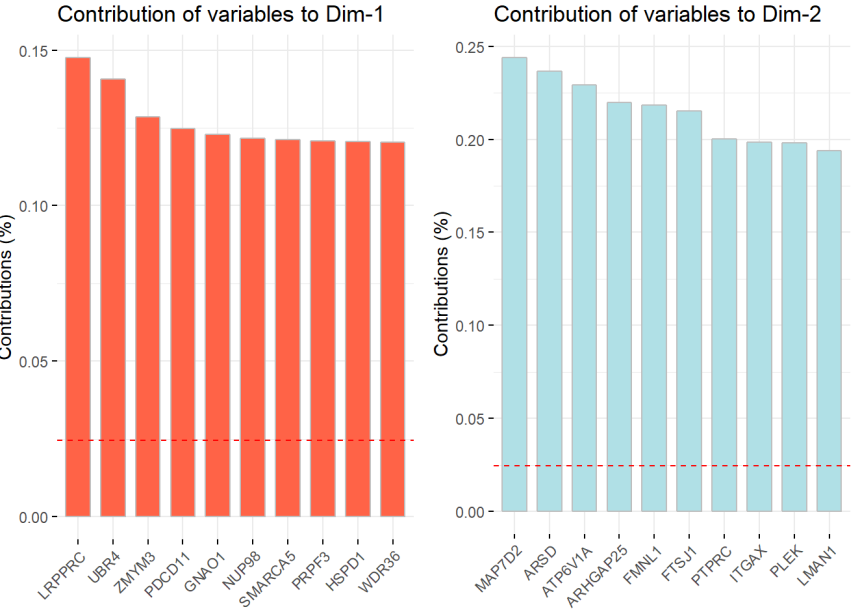 Contribution of variables to Dim-1
Contributions (%)
0.15
0.10
0.05
0.00
LRPPRC
UBR4
ZMYM3
PDCD11
GNAO1
NUP98
SMARCA5
PRPF3
HSPD1
WDR36
Contribution of variables to Dim-2
Contributions (%)
0.25
0.20
0.15
0.10
0.05
0.00
MAP7D2
ARSD
ATP6V1A
ARHGAP25
FMNL1
FTSJ1
PTPRC
ITGAX
PLEK
LMAN1